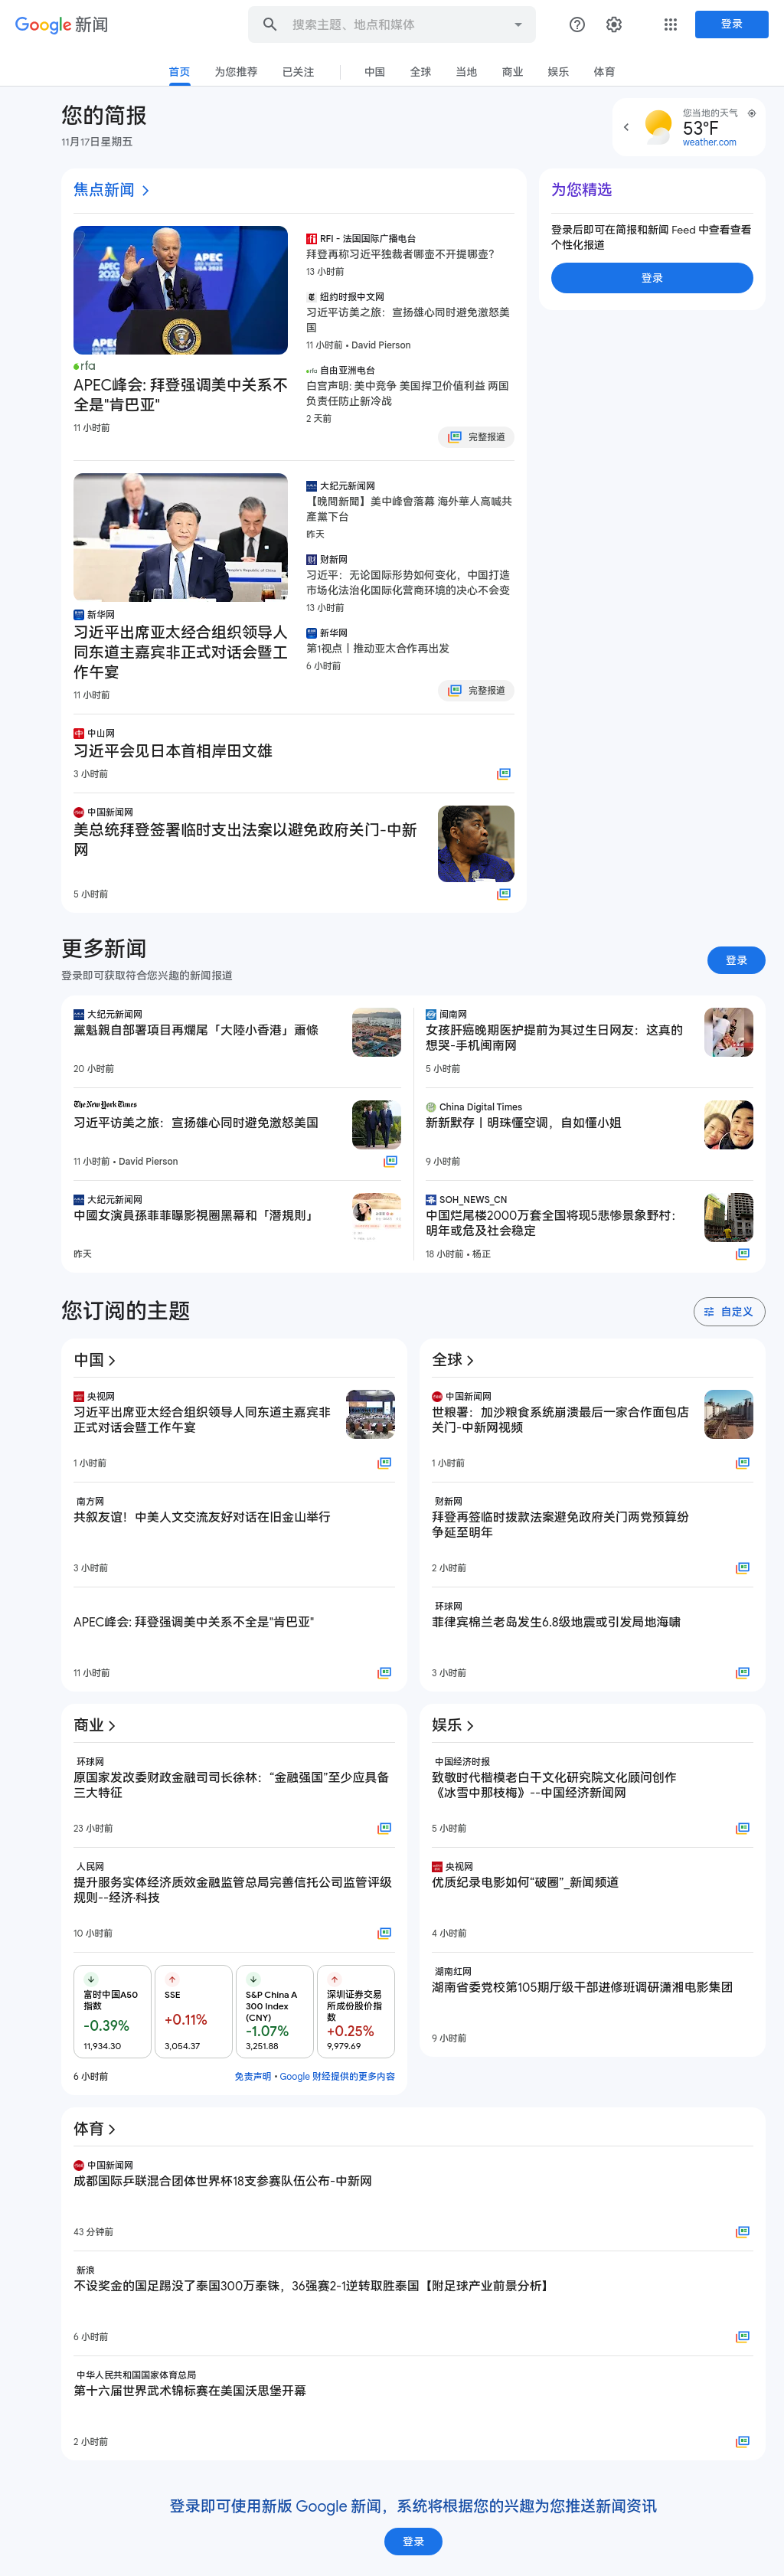 Google 新闻
搜索主题、地点和媒体
登录
首页
为您推荐
已关注
中国
全球
当地
商业
娱乐
体育
您的简报
11月17日星期五
您当地的天气
53°F
weather.com
焦点新闻
rfa
APEC峰会: 拜登强调美中关系不
全是"肯巴亚"
11 小时前
RFI - 法国国际广播电台
拜登再称习近平独裁者哪壶不开提哪壶?
13 小时前
纽约时报中文网
习近平访美之旅：宣扬雄心同时避免激怒美
国
11 小时前 • David Pierson
自由亚洲电台
白宫声明: 美中竞争 美国捍卫价值利益 两国
负责任防止新冷战
2 天前
完整报道
新华网
习近平出席亚太经合组织领导人
同东道主嘉宾非正式对话会暨工
作午宴
11 小时前
大纪元新闻网
【晚間新聞】美中峰會落幕 海外華人高喊共
產黨下台
昨天
财新网
习近平：无论国际形势如何变化，中国打造
市场化法治化国际化营商环境的决心不会变
13 小时前
新华网
第1视点丨推动亚太合作再出发
6 小时前
完整报道
中山网
习近平会见日本首相岸田文雄
3 小时前
中国新闻网
美总统拜登签署临时支出法案以避免政府关门-中新
网
5 小时前
为您精选
登录后即可在简报和新闻 Feed 中查看查看
个性化报道
登录
更多新闻
登录即可获取符合您兴趣的新闻报道
登录
大纪元新闻网
黨魁親自部署項目再爛尾「大陸小香港」蕭條
20 小时前
The New York Times
习近平访美之旅：宣扬雄心同时避免激怒美国
11 小时前 • David Pierson
大纪元新闻网
中國女演員孫菲菲曝影視圈黑幕和「潛規則」
昨天
闽南网
女孩肝癌晚期医护提前为其过生日网友：这真的
想哭-手机闽南网
5 小时前
China Digital Times
新新默存丨明珠懂空调，自如懂小姐
9 小时前
SOH_NEWS_CN
中国烂尾楼2000万套全国将现5悲惨景象野村：
明年或危及社会稳定
18 小时前 • 杨正
您订阅的主题
自定义
中国
央视网
习近平出席亚太经合组织领导人同东道主嘉宾非
正式对话会暨工作午宴
1 小时前
南方网
共叙友谊！中美人文交流友好对话在旧金山举行
3 小时前
APEC峰会: 拜登强调美中关系不全是"肯巴亚"
11 小时前
全球
中国新闻网
世粮署：加沙粮食系统崩溃最后一家合作面包店
关门-中新网视频
1 小时前
财新网
拜登再签临时拨款法案避免政府关门两党预算纷
争延至明年
2 小时前
环球网
菲律宾棉兰老岛发生6.8级地震或引发局地海啸
3 小时前
商业
环球网
原国家发改委财政金融司司长徐林：“金融强国”至少应具备
三大特征
23 小时前
人民网
提升服务实体经济质效金融监管总局完善信托公司监管评级
规则--经济·科技
10 小时前
富时中国A50
指数
-0.39%
11,934.30
SSE
+0.11%
3,054.37
S&P China A
300 Index
(CNY)
-1.07%
3,251.88
深圳证券交易
所成份股价指
数
+0.25%
9,979.69
6 小时前
免责声明 • Google 财经提供的更多内容
娱乐
中国经济时报
致敬时代楷模老白干文化研究院文化顾问创作
《冰雪中那枝梅》--中国经济新闻网
5 小时前
央视网
优质纪录电影如何“破圈”_新闻频道
4 小时前
湖南红网
湖南省委党校第105期厅级干部进修班调研潇湘电影集团
9 小时前
体育
中国新闻网
成都国际乒联混合团体世界杯18支参赛队伍公布-中新网
43 分钟前
新浪
不设奖金的国足踢没了泰国300万泰铢，36强赛2-1逆转取胜泰国【附足球产业前景分析】
6 小时前
中华人民共和国国家体育总局
第十六届世界武术锦标赛在美国沃思堡开幕
2 小时前
登录即可使用新版 Google 新闻，系统将根据您的兴趣为您推送新闻资讯
登录